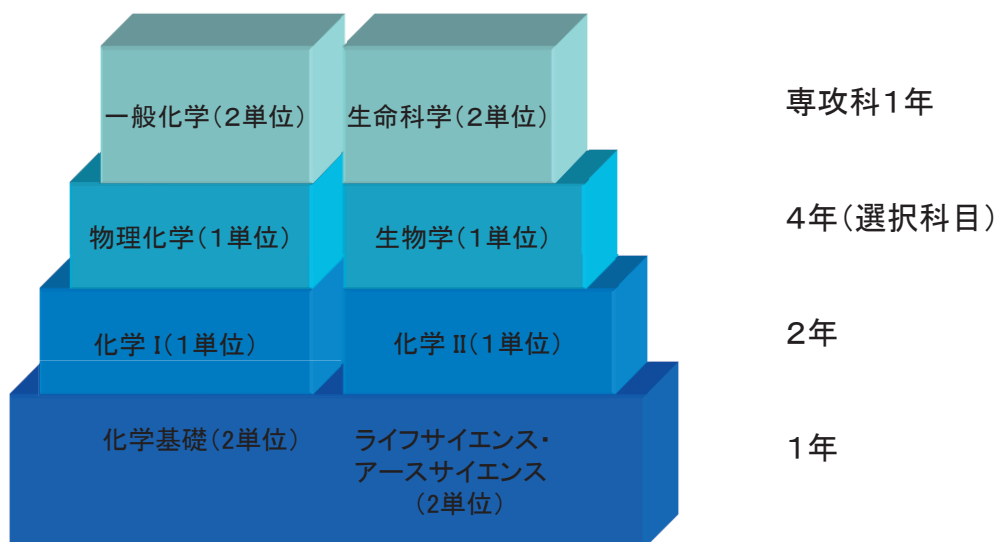 一般化学（２単位）
生命科学（２単位）
専攻科１年
物理化学（１単位）
生物学（１単位）
４年（選択科目）
化学 I（１単位）
化学 II（１単位）
２年
化学基礎（2単位）
ライフサイエンス・
アースサイエンス
（2単位）
１年